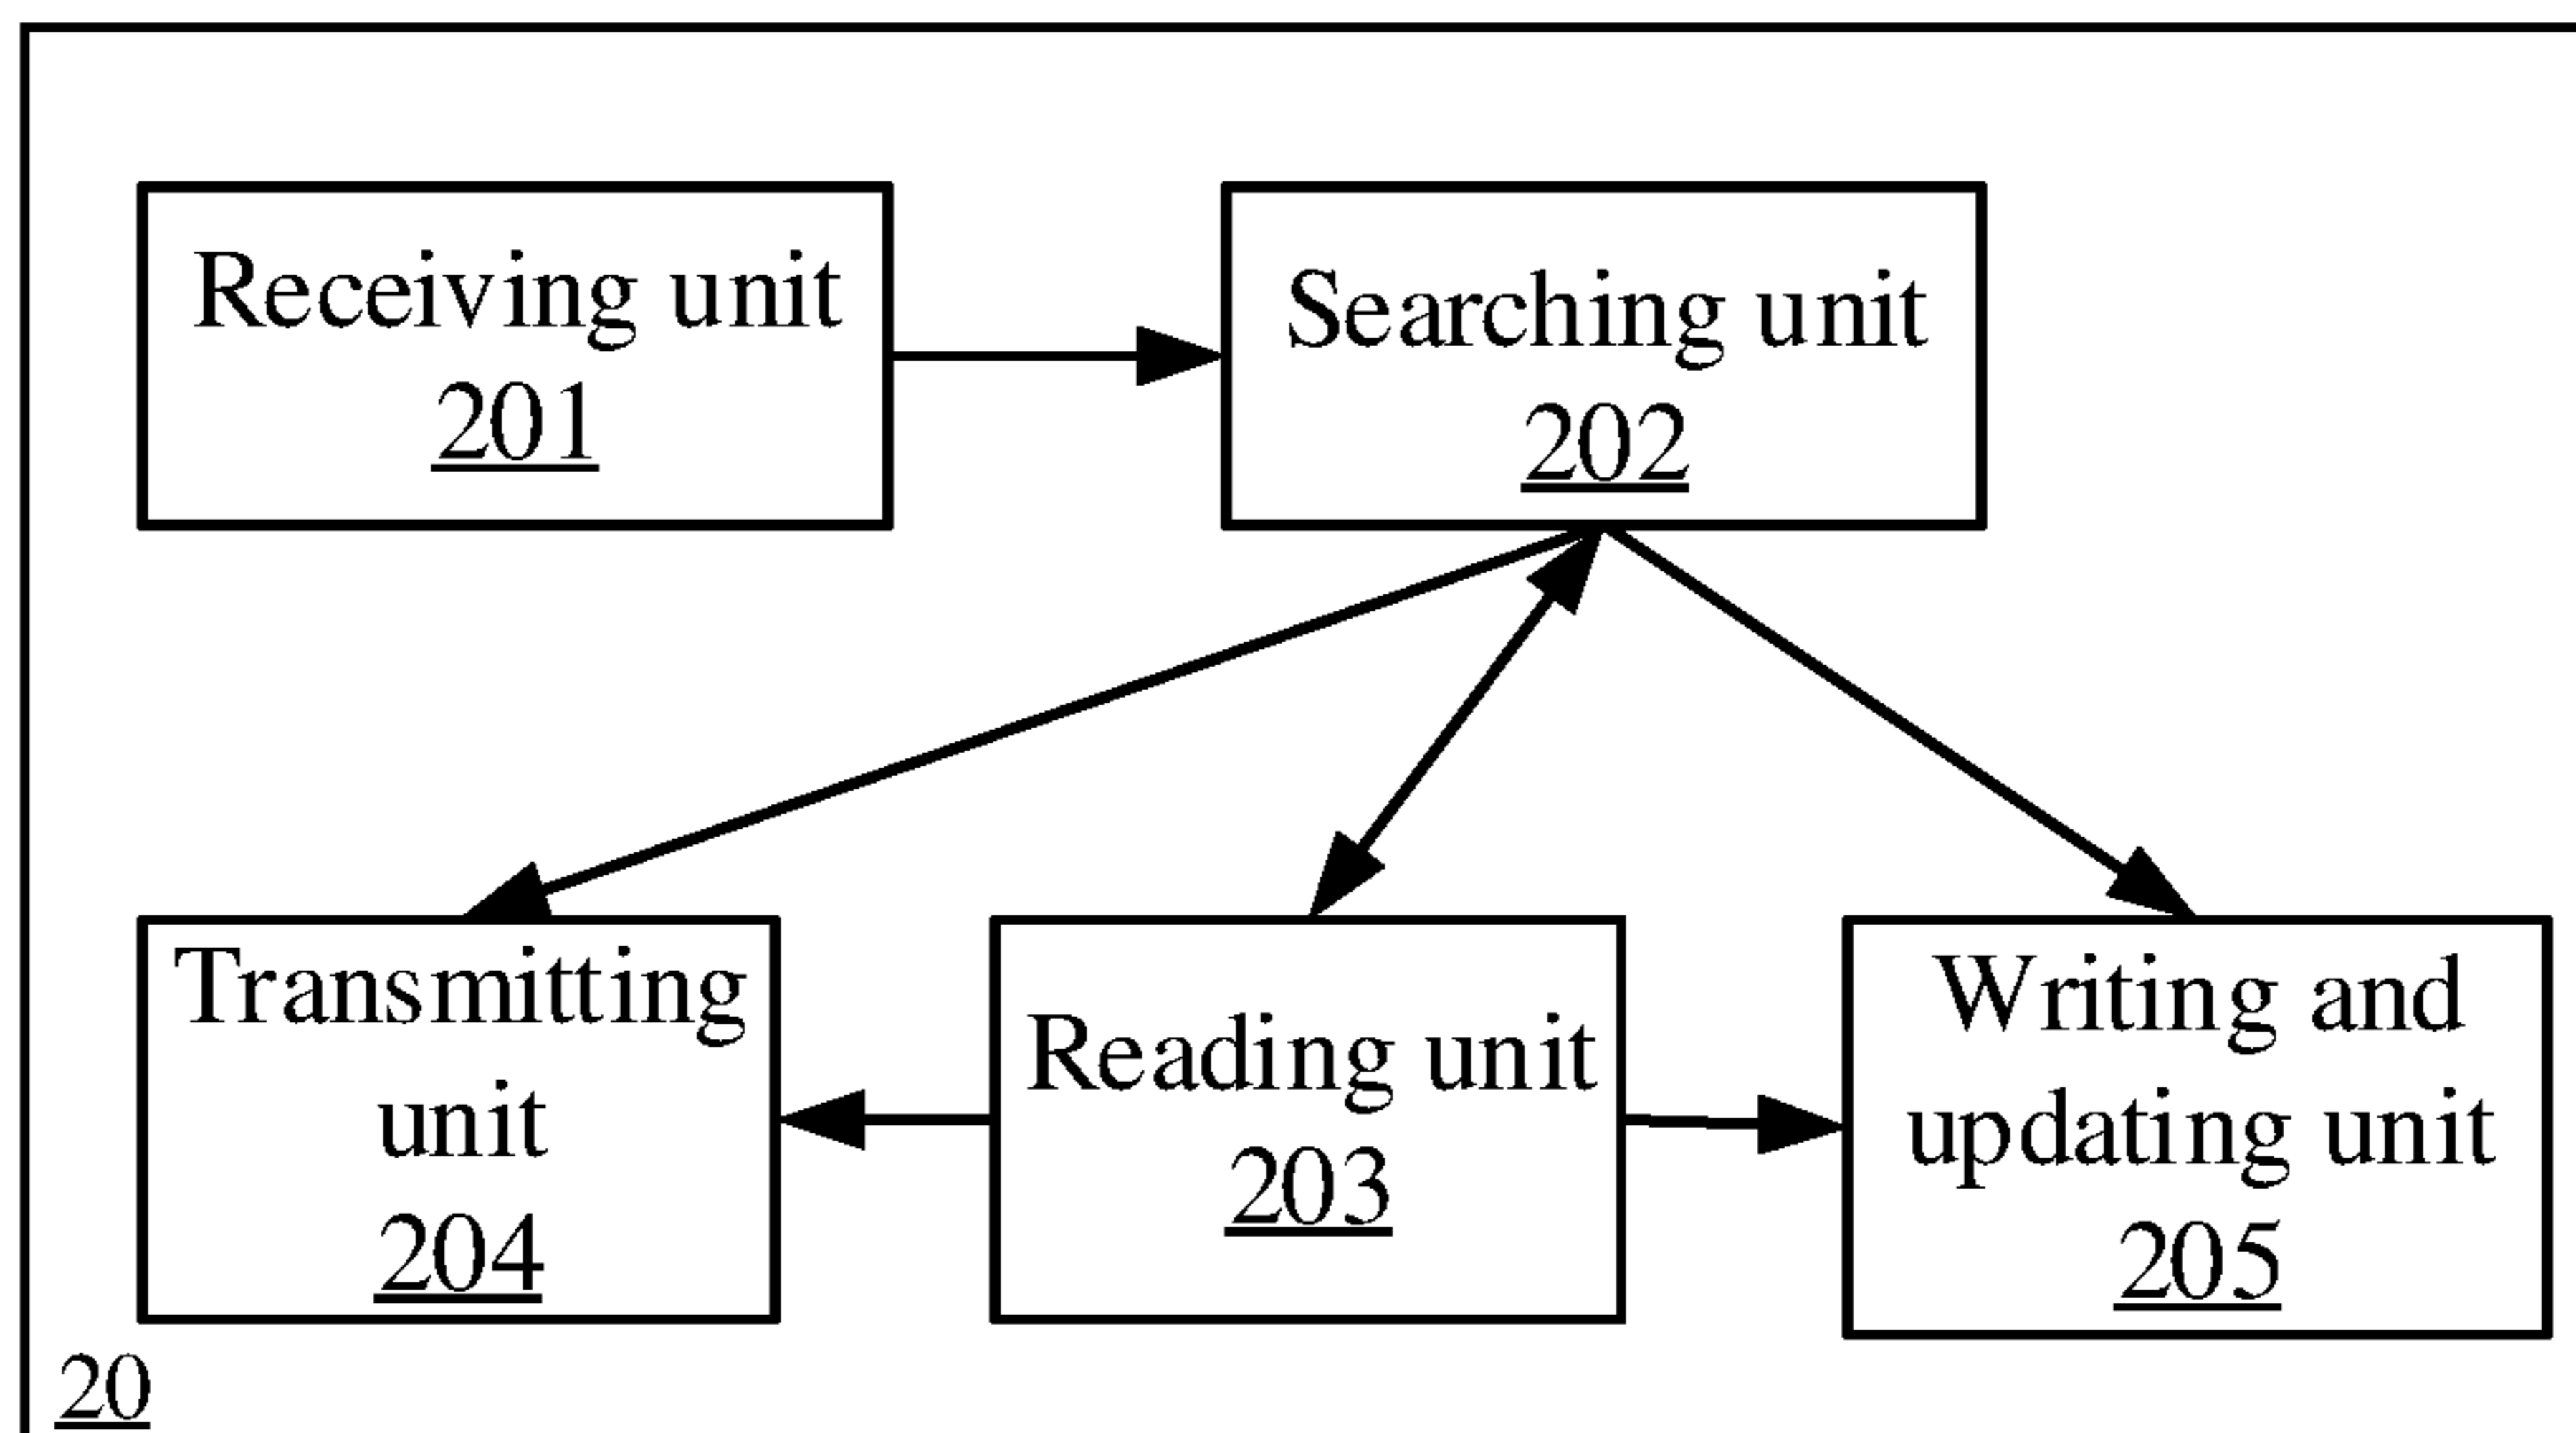 Receiving unit
201
Searching unit
202
Transmitting
unit
204
Reading unit
203
Writing and
updating unit
205
20